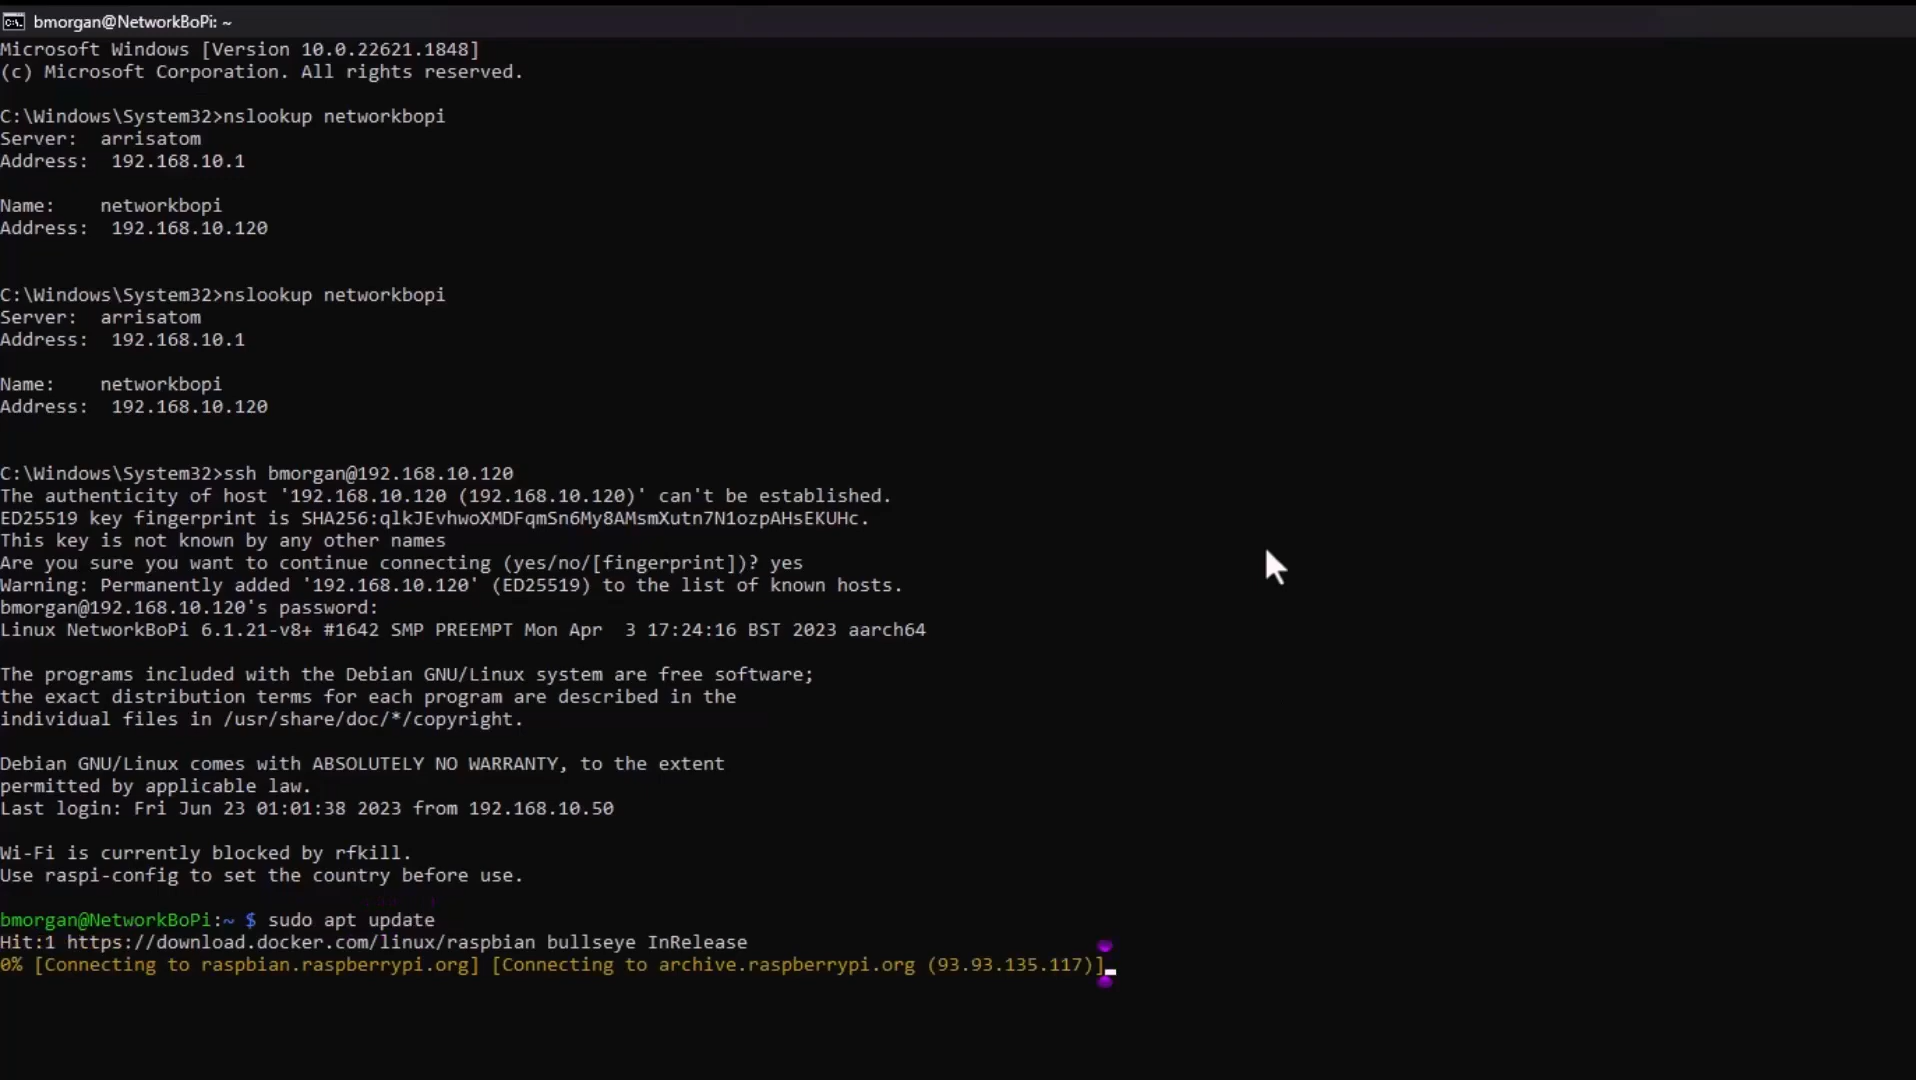 bmorgan@NetworkBoPi: ~
Microsoft Windows [Version 10.0.22621.1848]
(c) Microsoft Corporation. All rights reserved.
C:\Windows\System32>nslookup networkbopi
Server:  arrisatom
Address:  192.168.10.1
Name:    networkbopi
Address:  192.168.10.120
C:\Windows\System32>nslookup networkbopi
Server:  arrisatom
Address:  192.168.10.1
Name:    networkbopi
Address:  192.168.10.120
C:\Windows\System32>ssh bmorgan@192.168.10.120
The authenticity of host '192.168.10.120 (192.168.10.120)' can't be established.
ED25519 key fingerprint is SHA256:qlkJEvhwoXMDFqmSn6My8AMsmXutn7N1ozpAHsEKUHc.
This key is not known by any other names
Are you sure you want to continue connecting (yes/no/[fingerprint])? yes
Warning: Permanently added '192.168.10.120' (ED25519) to the list of known hosts.
bmorgan@192.168.10.120's password:
Linux NetworkBoPi 6.1.21-v8+ #1642 SMP PREEMPT Mon Apr  3 17:24:16 BST 2023 aarch64
The programs included with the Debian GNU/Linux system are free software;
the exact distribution terms for each program are described in the
individual files in /usr/share/doc/*/copyright.
Debian GNU/Linux comes with ABSOLUTELY NO WARRANTY, to the extent
permitted by applicable law.
Last login: Fri Jun 23 01:01:38 2023 from 192.168.10.50
Wi-Fi is currently blocked by rfkill.
Use raspi-config to set the country before use.
bmorgan@NetworkBoPi:~ $ sudo apt update
Hit:1 https://download.docker.com/linux/raspbian bullseye InRelease
0% [Connecting to raspbian.raspberrypi.org] [Connecting to archive.raspberrypi.org (93.93.135.117)]